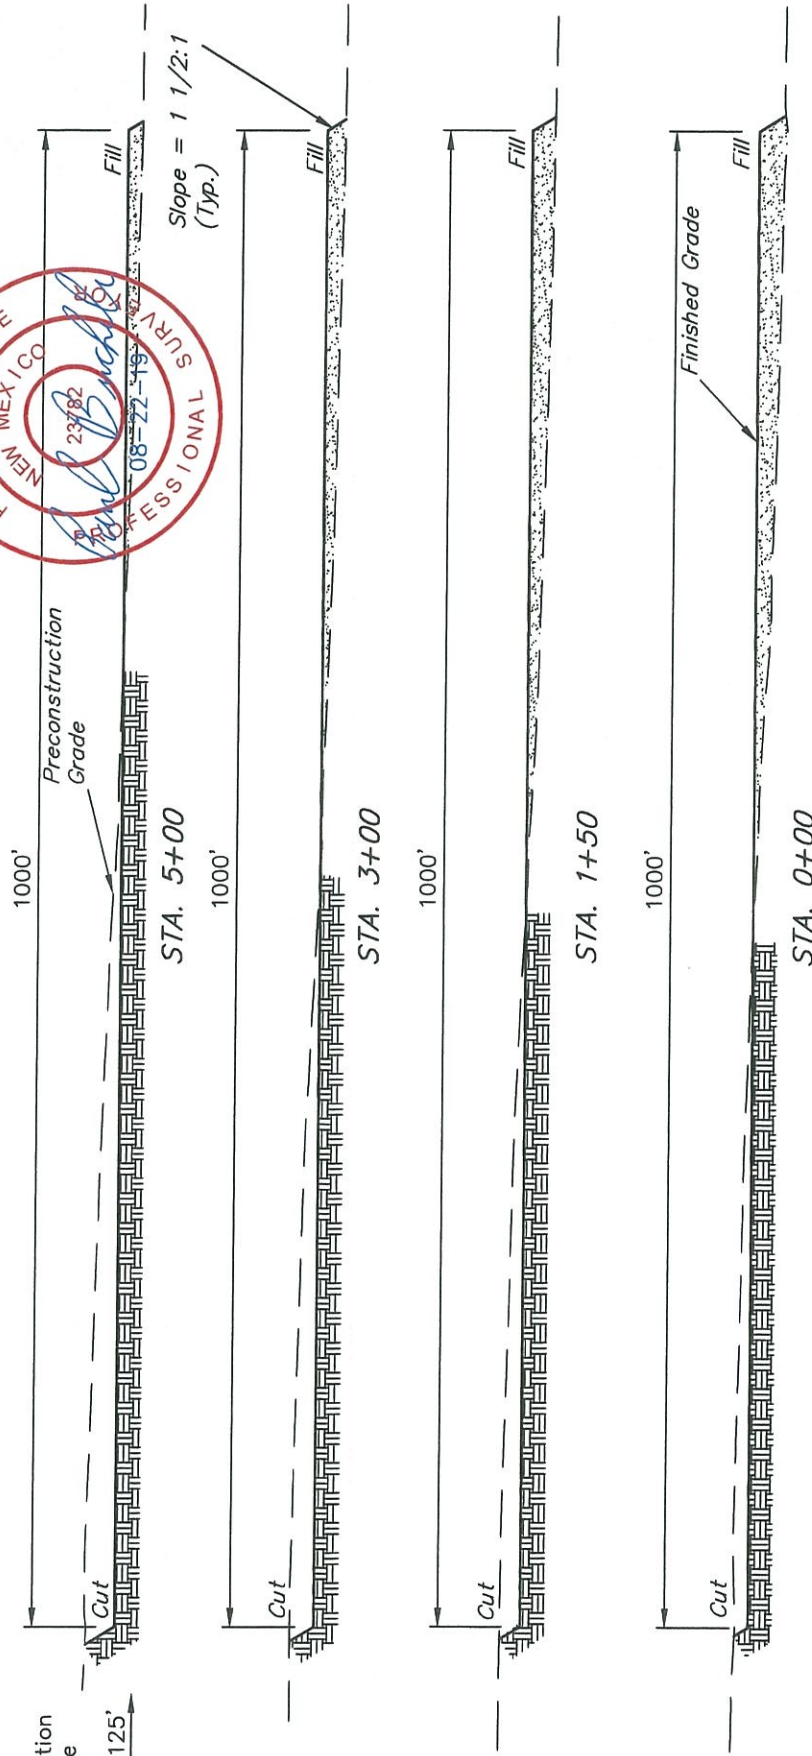 tion
e
125'
1000'
Preconstruction
Grade
Cut
Fill
STA. 5+00
NEW MEXICO
PROFESSIONAL SURVEYOR
23782
08-22-19
Slope = 1 1/2:1
(Typ.)
1000'
Cut
Fill
STA. 3+00
1000'
Cut
Fill
STA. 1+50
1000'
Finished Grade
Cut
Fill
STA. 0+00